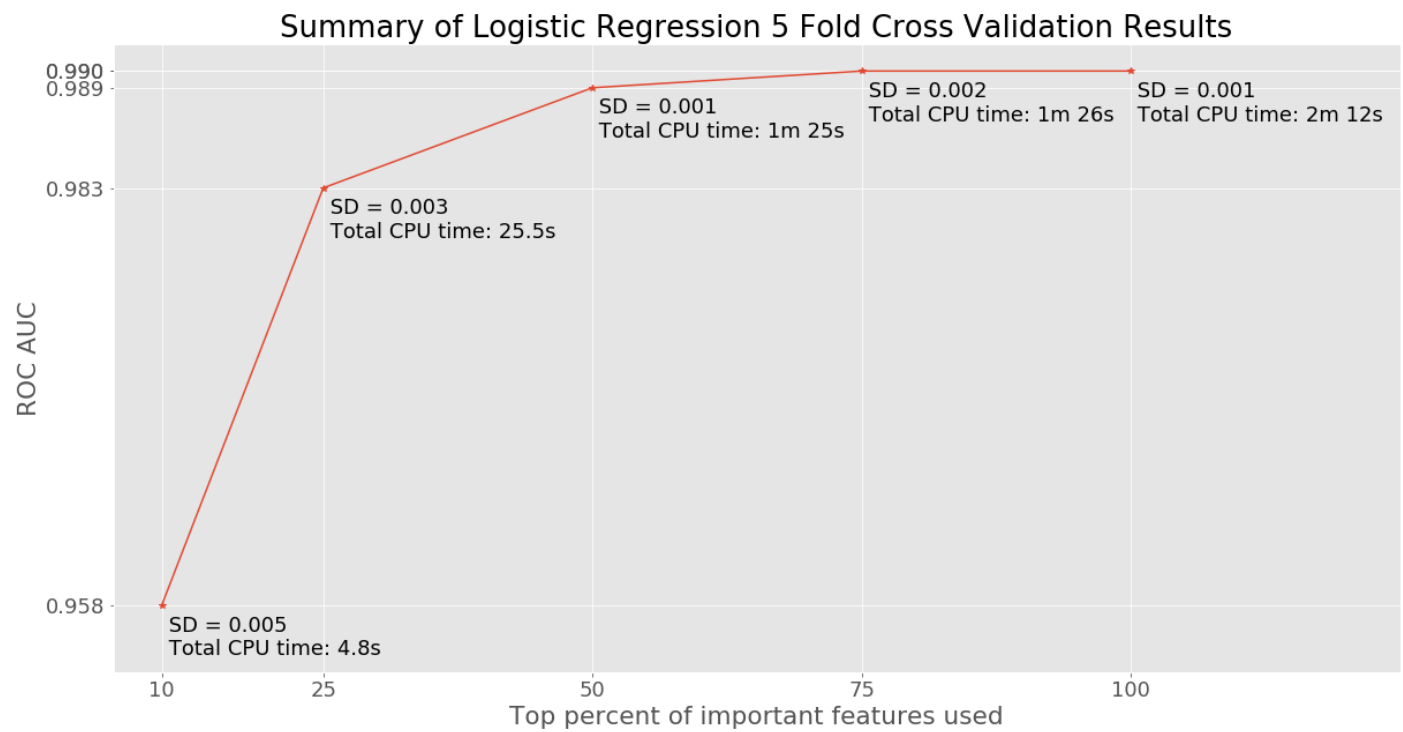 Summary of Logistic Regression 5 Fold Cross Validation Results
0.990
0.989
0.983
0.958
ROC AUC
SD = 0.005
Total CPU time: 4.8s
SD = 0.003
Total CPU time: 25.5s
SD = 0.001
Total CPU time: 1m 25s
SD = 0.002
Total CPU time: 1m 26s
SD = 0.001
Total CPU time: 2m 12s
10 25 50 75 100
Top percent of important features used